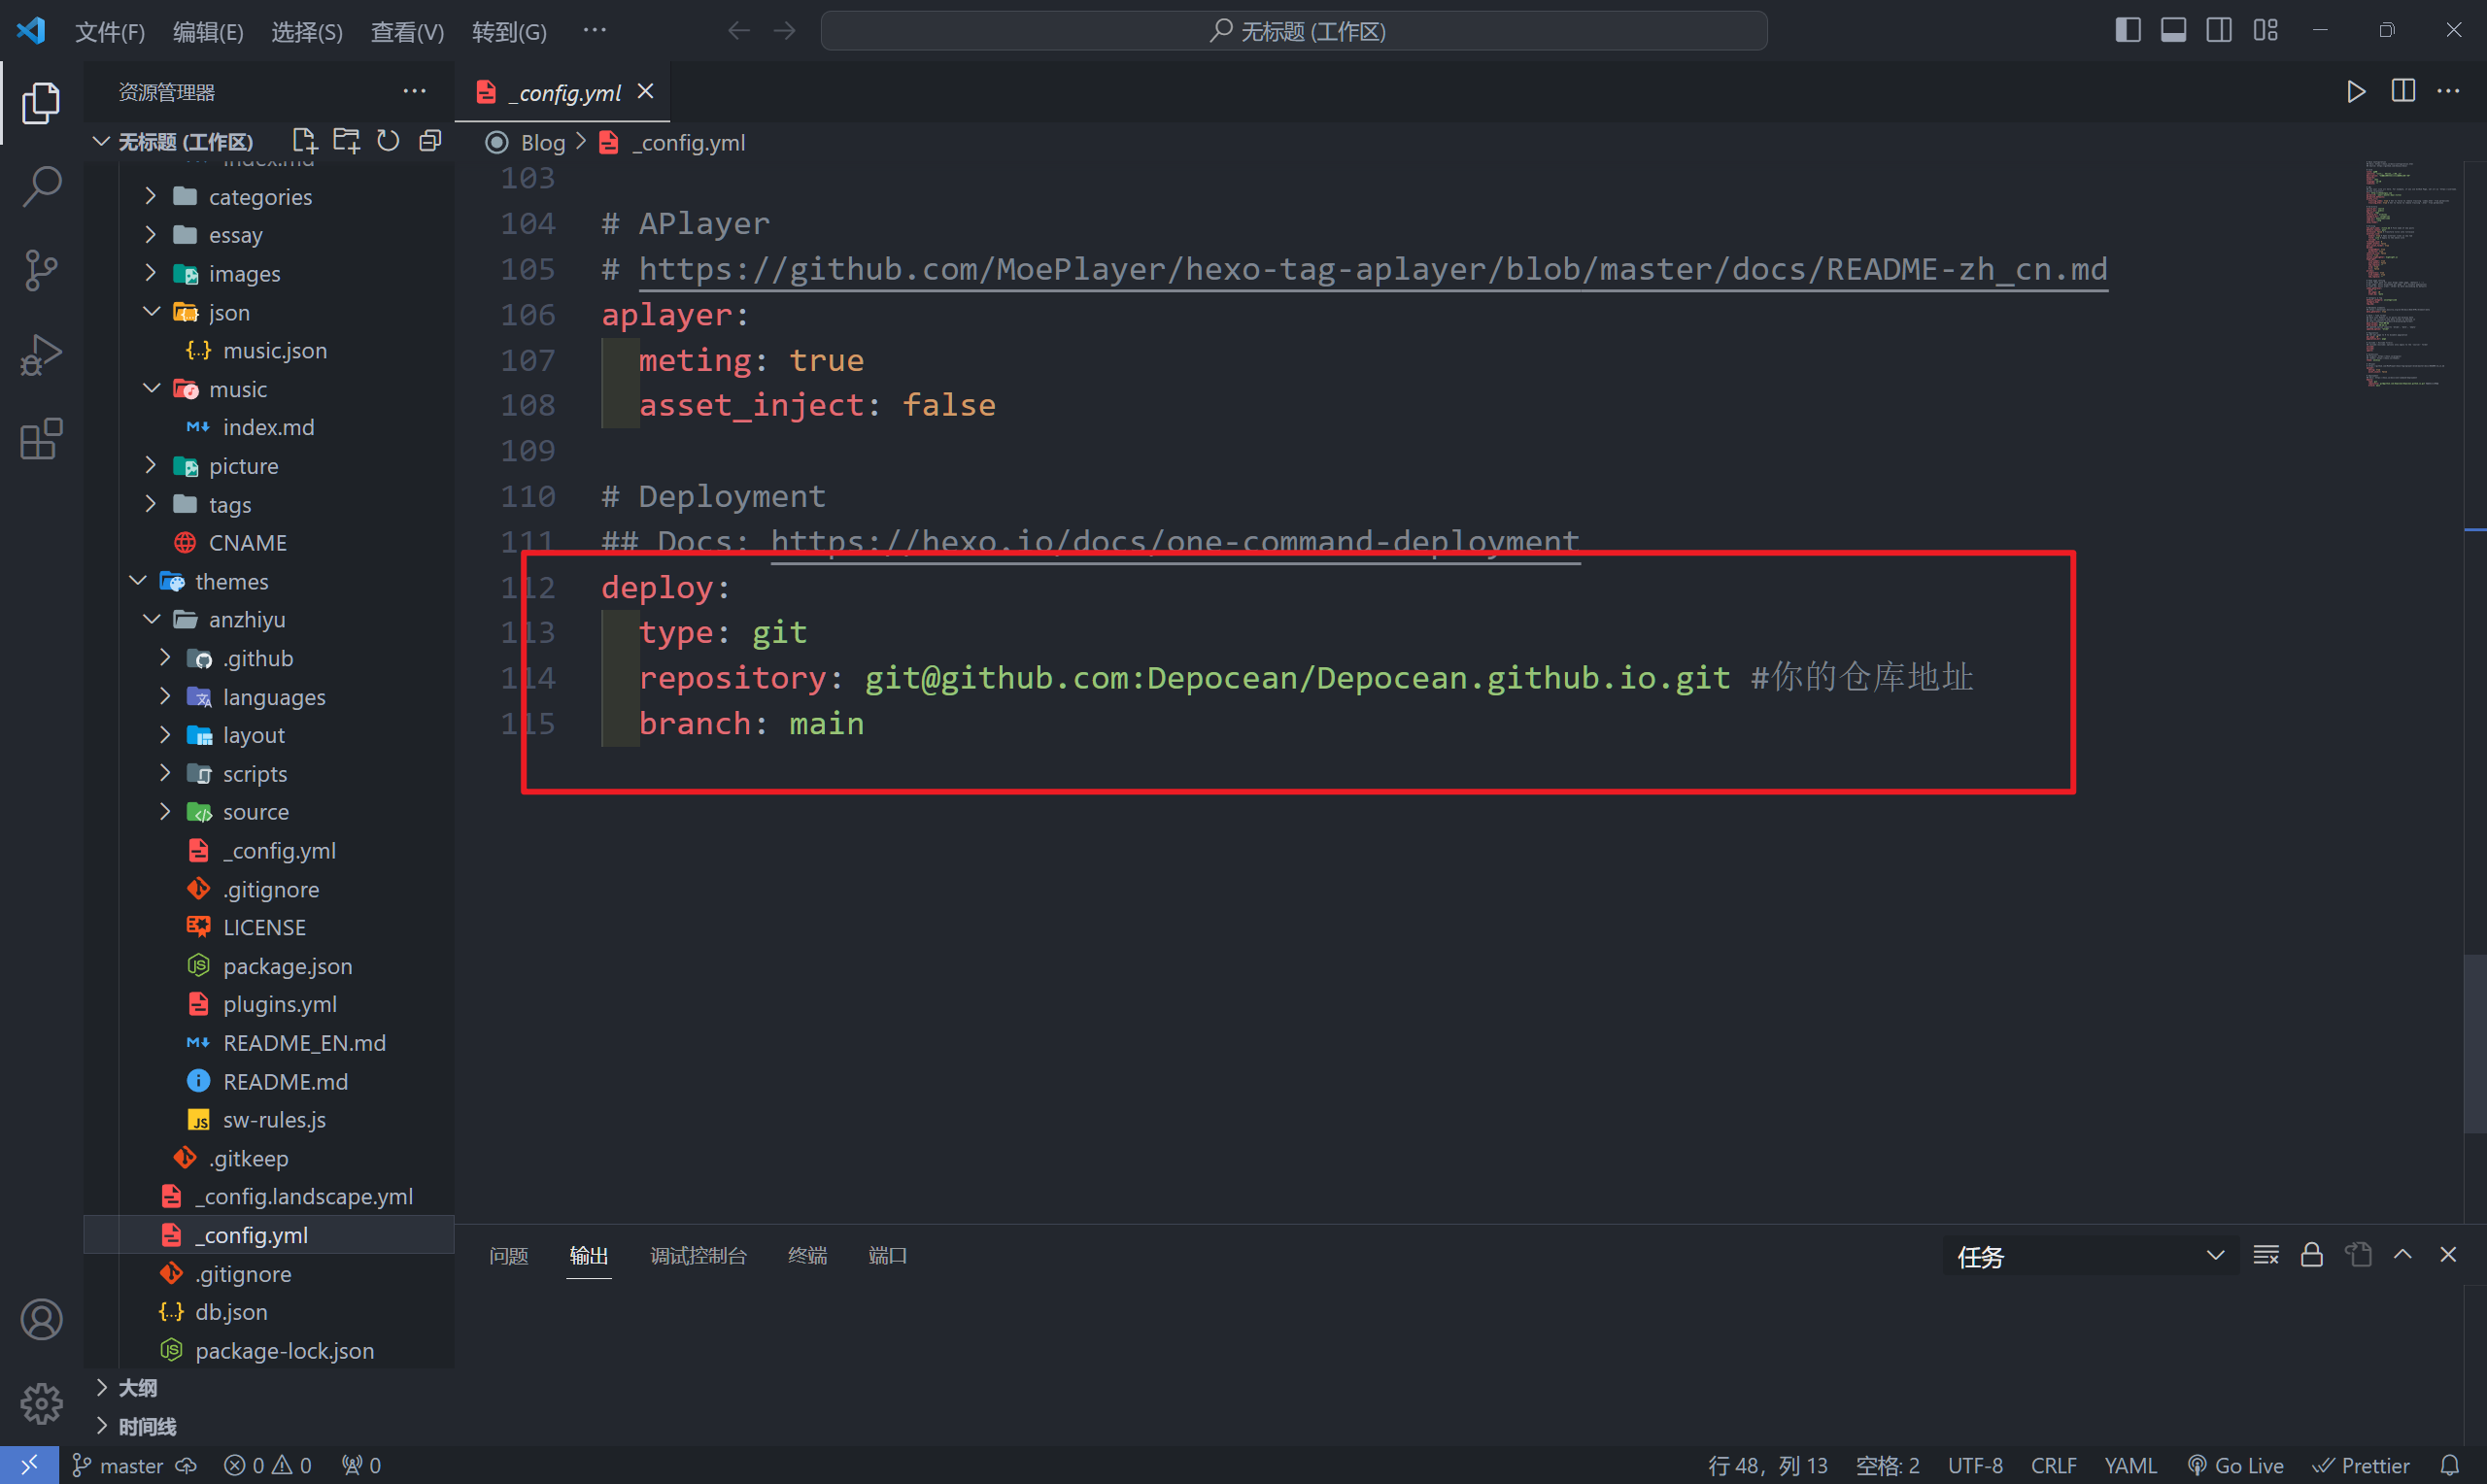 文件(F) 编辑(E) 选择(S) 查看(V) 转到(G) ···
无标题 (工作区)
资源管理器 ···
无标题 (工作区)
index.md
categories
essay
images
json
music.json
music
index.md
picture
tags
CNAME
themes
anzhiyu
.github
languages
layout
scripts
source
_config.yml
.gitignore
LICENSE
package.json
plugins.yml
README_EN.md
README.md
sw-rules.js
.gitkeep
_config.landscape.yml
_config.yml
.gitignore
db.json
package-lock.json
大纲
时间线
_config.yml
Blog > _config.yml
103
104 # APlayer
105 # https://github.com/MoePlayer/hexo-tag-aplayer/blob/master/docs/README-zh_cn.md
106 aplayer:
107 meting: true
108 asset_inject: false
109
110 # Deployment
111 ## Docs: https://hexo.io/docs/one-command-deployment
112 deploy:
113 type: git
114 repository: git@github.com:Depocean/Depocean.github.io.git #你的仓库地址
115 branch: main
问题 输出 调试控制台 终端 端口 任务
master 0 0 0 行 48，列 13 空格: 2 UTF-8 CRLF YAML Go Live Prettier